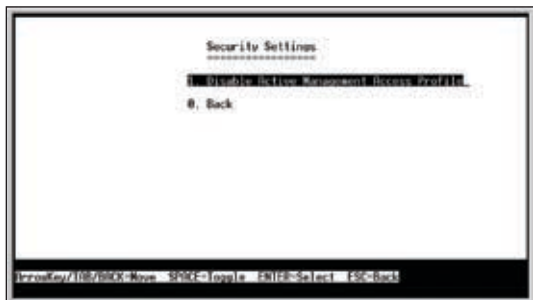 Security Settings
1. Disable Active Management Access Profile
0. Back
ArrowKey/TAB/BACK-Move SPACE-Toggle ENTER-Select ESC-Back